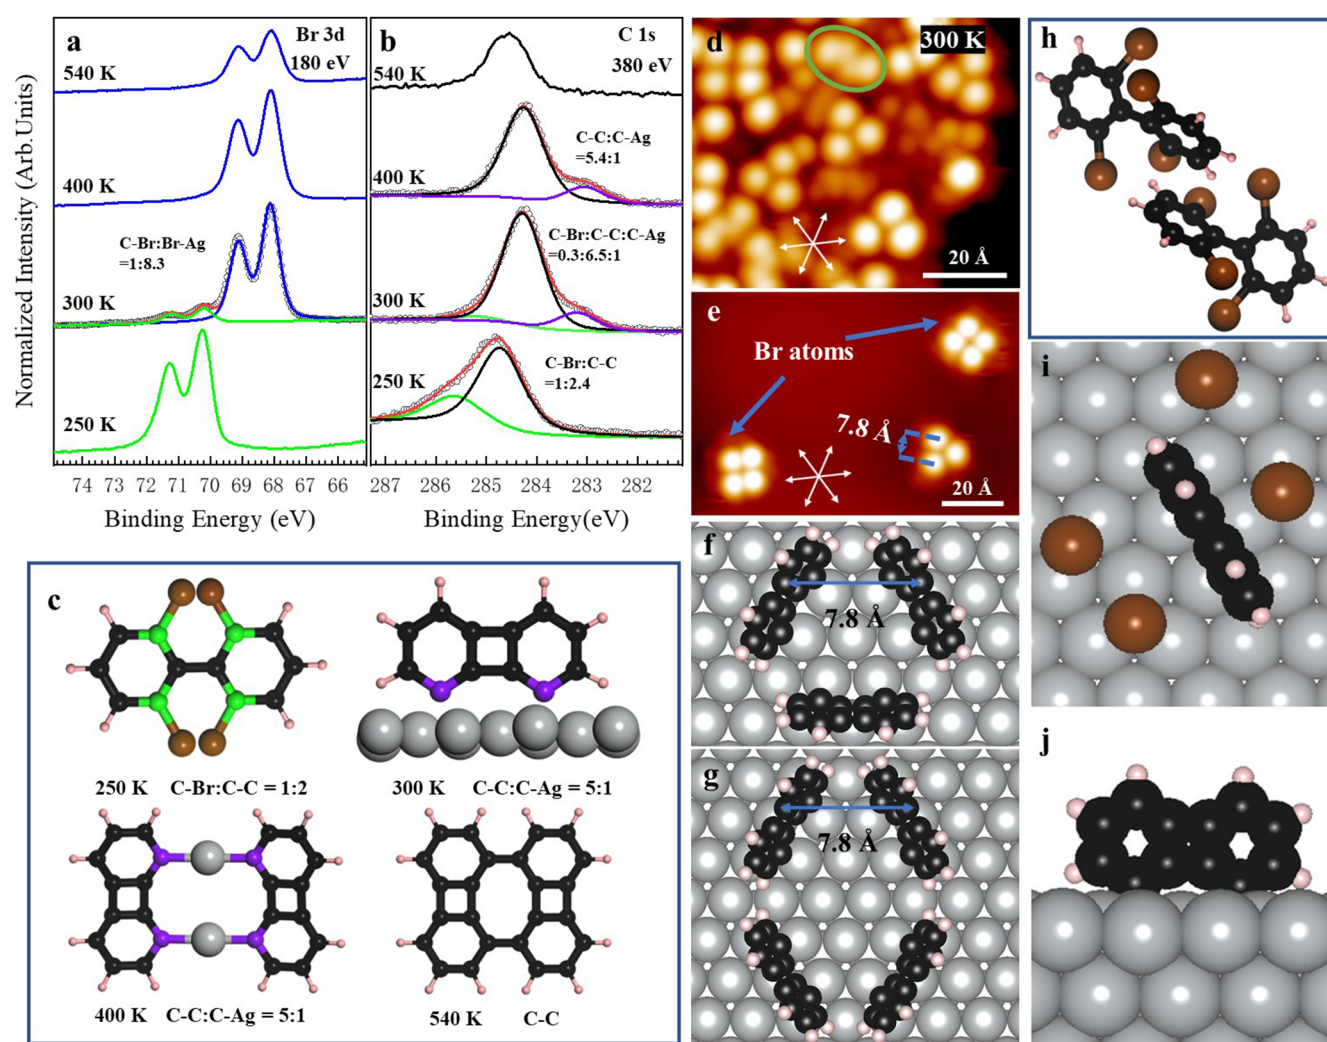 Normalized Intensity (Arb. Units)
a
Br 3d
180 eV
540 K
400 K
C-Br:Br-Ag
=1:8.3
300 K
250 K
74 73 72 71 70 69 68 67 66
Binding Energy (eV)
b
C 1s
380 eV
540 K
C-C:C-Ag
=5.4:1
400 K
C-Br:C-C:C-Ag
=0.3:6.5:1
300 K
C-Br:C-C
=1:2.4
250 K
287 286 285 284 283 282
Binding Energy(eV)
c
250 K C-Br:C-C = 1:2
300 K C-C:C-Ag = 5:1
400 K C-C:C-Ag = 5:1
540 K C-C
d
300 K
20 Å
e
Br atoms
7.8 Å
20 Å
f
7.8 Å
g
7.8 Å
h
i
j